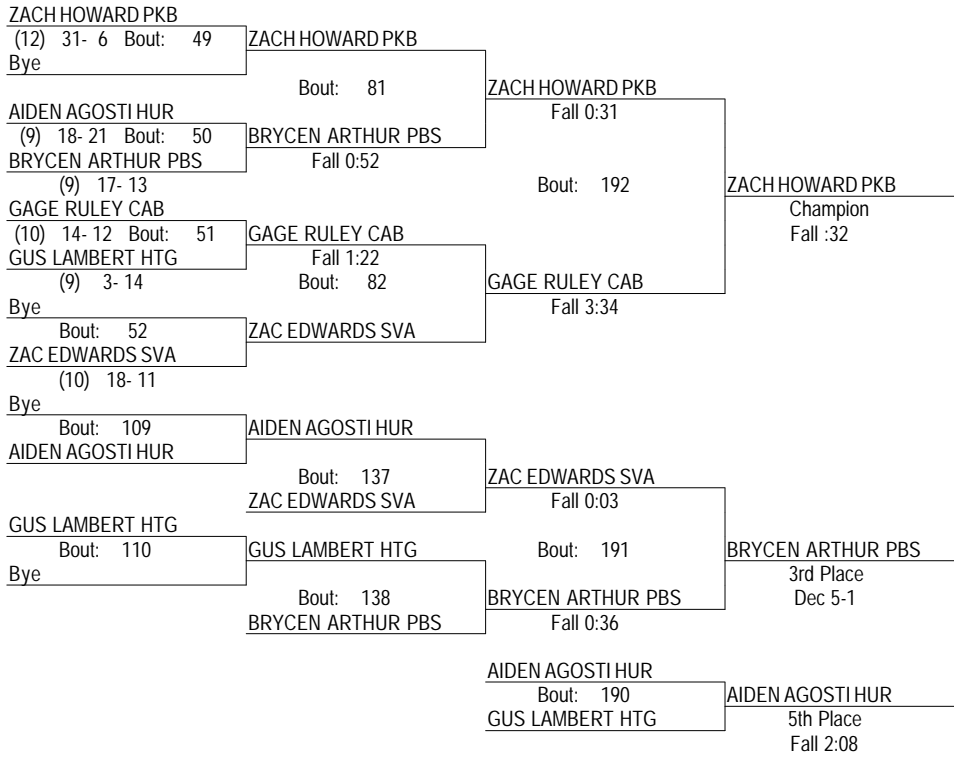 ZACH HOWARD PKB
(12) 31- 6 Bout: 49
ZACH HOWARD PKB
Bye
Bout: 81
ZACH HOWARD PKB
AIDEN AGOSTI HUR
Fall 0:31
(9) 18- 21 Bout: 50
BRYCEN ARTHUR PBS
BRYCEN ARTHUR PBS
Fall 0:52
(9) 17- 13
Bout: 192
ZACH HOWARD PKB
GAGE RULEY CAB
Champion
(10) 14- 12 Bout: 51
GAGE RULEY CAB
Fall :32
GUS LAMBERT HTG
Fall 1:22
(9) 3- 14
Bout: 82
GAGE RULEY CAB
Bye
Fall 3:34
Bout: 52
ZAC EDWARDS SVA
ZAC EDWARDS SVA
(10) 18- 11
Bye
Bout: 109
AIDEN AGOSTI HUR
AIDEN AGOSTI HUR
Bout: 137
ZAC EDWARDS SVA
ZAC EDWARDS SVA
Fall 0:03
GUS LAMBERT HTG
Bout: 110
GUS LAMBERT HTG
Bout: 191
BRYCEN ARTHUR PBS
Bye
3rd Place
Bout: 138
BRYCEN ARTHUR PBS
Dec 5-1
BRYCEN ARTHUR PBS
Fall 0:36
AIDEN AGOSTI HUR
Bout: 190
AIDEN AGOSTI HUR
GUS LAMBERT HTG
5th Place
Fall 2:08